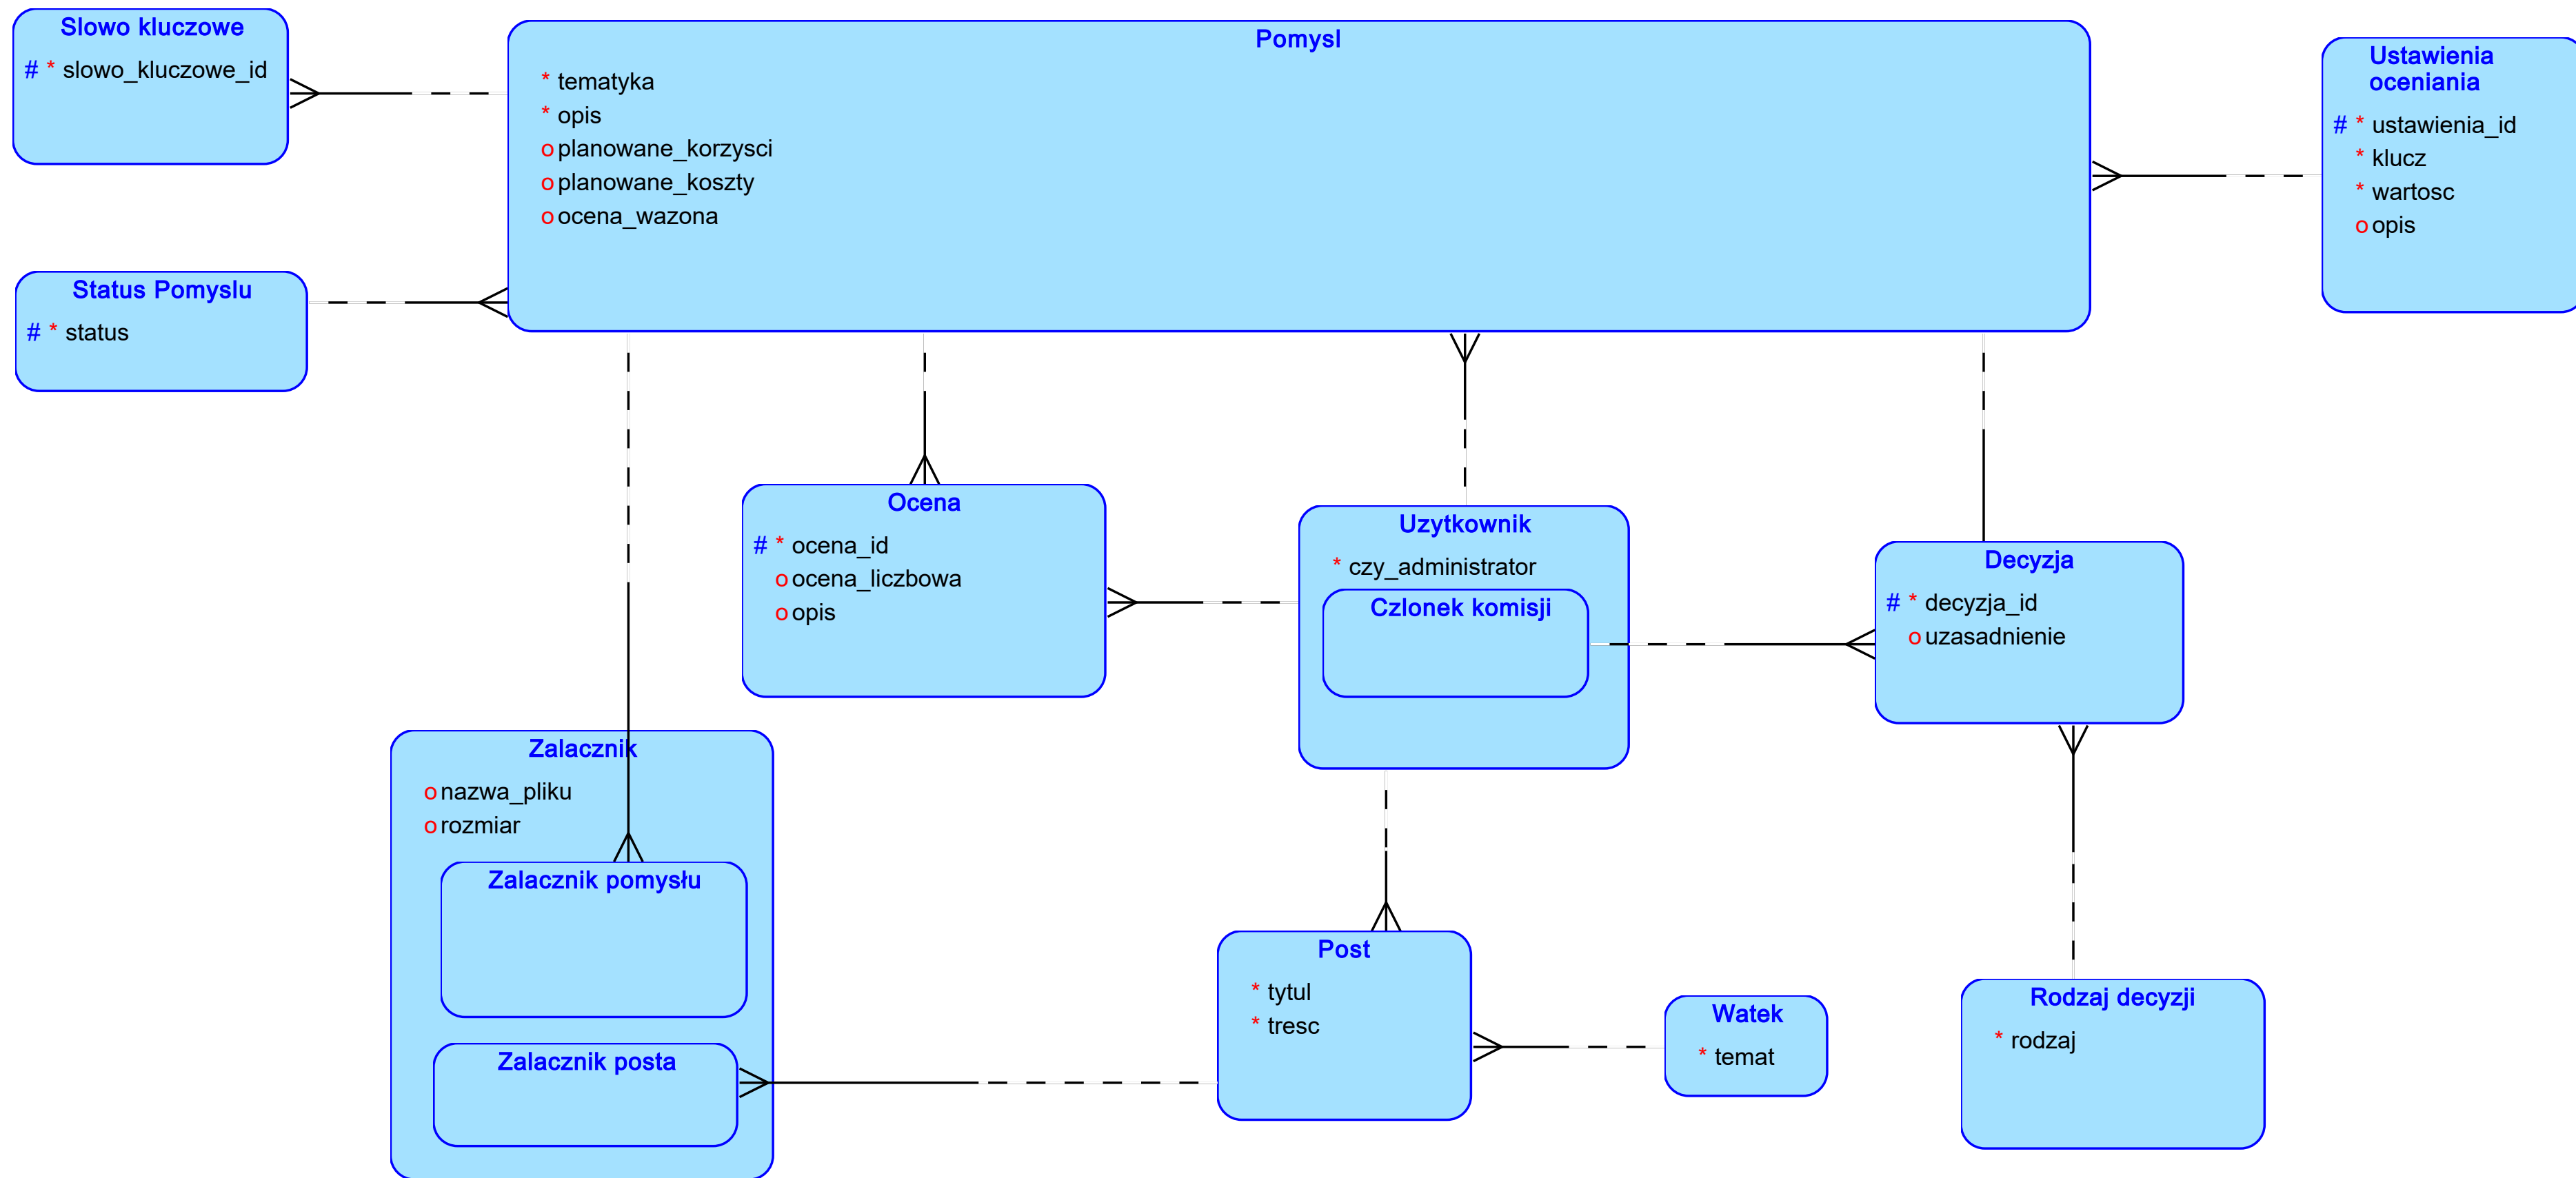 Slowo kluczowe
# * slowo_kluczowe_id
Pomysl
* tematyka
* opis
o planowane_korzysci
o planowane_koszty
o ocena_wazona
Ustawienia
oceniania
# * ustawienia_id
* klucz
* wartosc
o opis
Status Pomyslu
# * status
Ocena
# * ocena_id
o ocena_liczbowa
o opis
Uzytkownik
* czy_administrator
Czlonek komisji
Decyzja
# * decyzja_id
o uzasadnienie
Zalacznik
o nazwa_pliku
o rozmiar
Zalacznik pomysłu
Zalacznik posta
Post
* tytul
* tresc
Watek
* temat
Rodzaj decyzji
* rodzaj